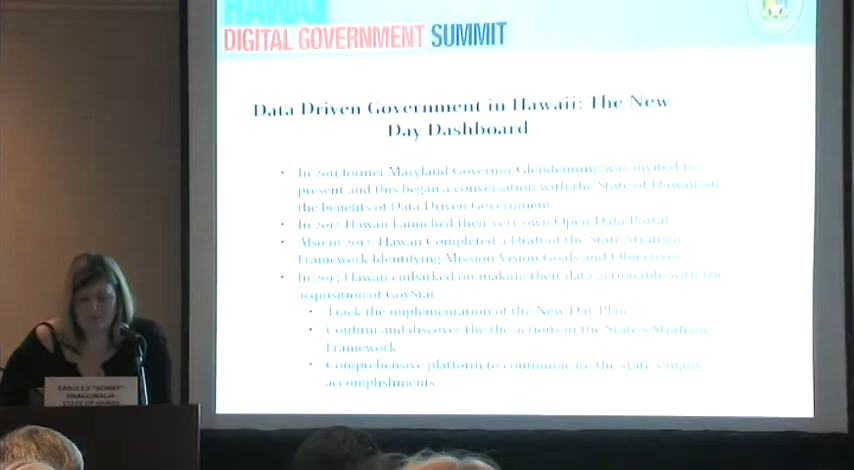 HAWAII
DIGITAL GOVERNMENT SUMMIT
Data Driven Government in Hawaii: The New
Day Dashboard
• In 2011 former Maryland Governor Glendenning was invited to
present and this began a conversation with the State of Hawaii on
the benefits of Data Driven Government
• In 2012 Hawaii Launched their very own Open Data Portal
• Also in 2012, Hawaii Completed a Draft of the State Strategic
Framework Identifying Mission Vision Goals and Objectives
• In 2013 Hawaii embarked on making their data actionable with the
acquisition of GovStat
• Track the implementation of the New Day Plan
• Confirm and discover the the actions in the State's Strategic
Framework
• Comprehensive platform to communicate the state's many
accomplishments
SANJEEV "SONNY"
BHAGOWALIA
STATE OF HAWAII